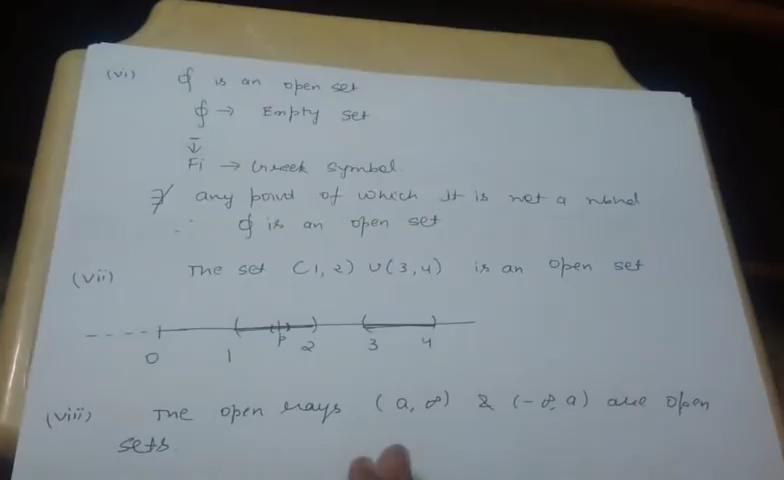 (vi) ϕ is an open set
ϕ → Empty set
↓
Fi → Greek symbol
∄ any point of which it is not a nbhd
∴ ϕ is an open set
(vii) The set (1, 2) ∪ (3, 4) is an open set
0 1 p 2 3 4
(viii) The open rays (a, ∞) & (-∞, a) are open
sets